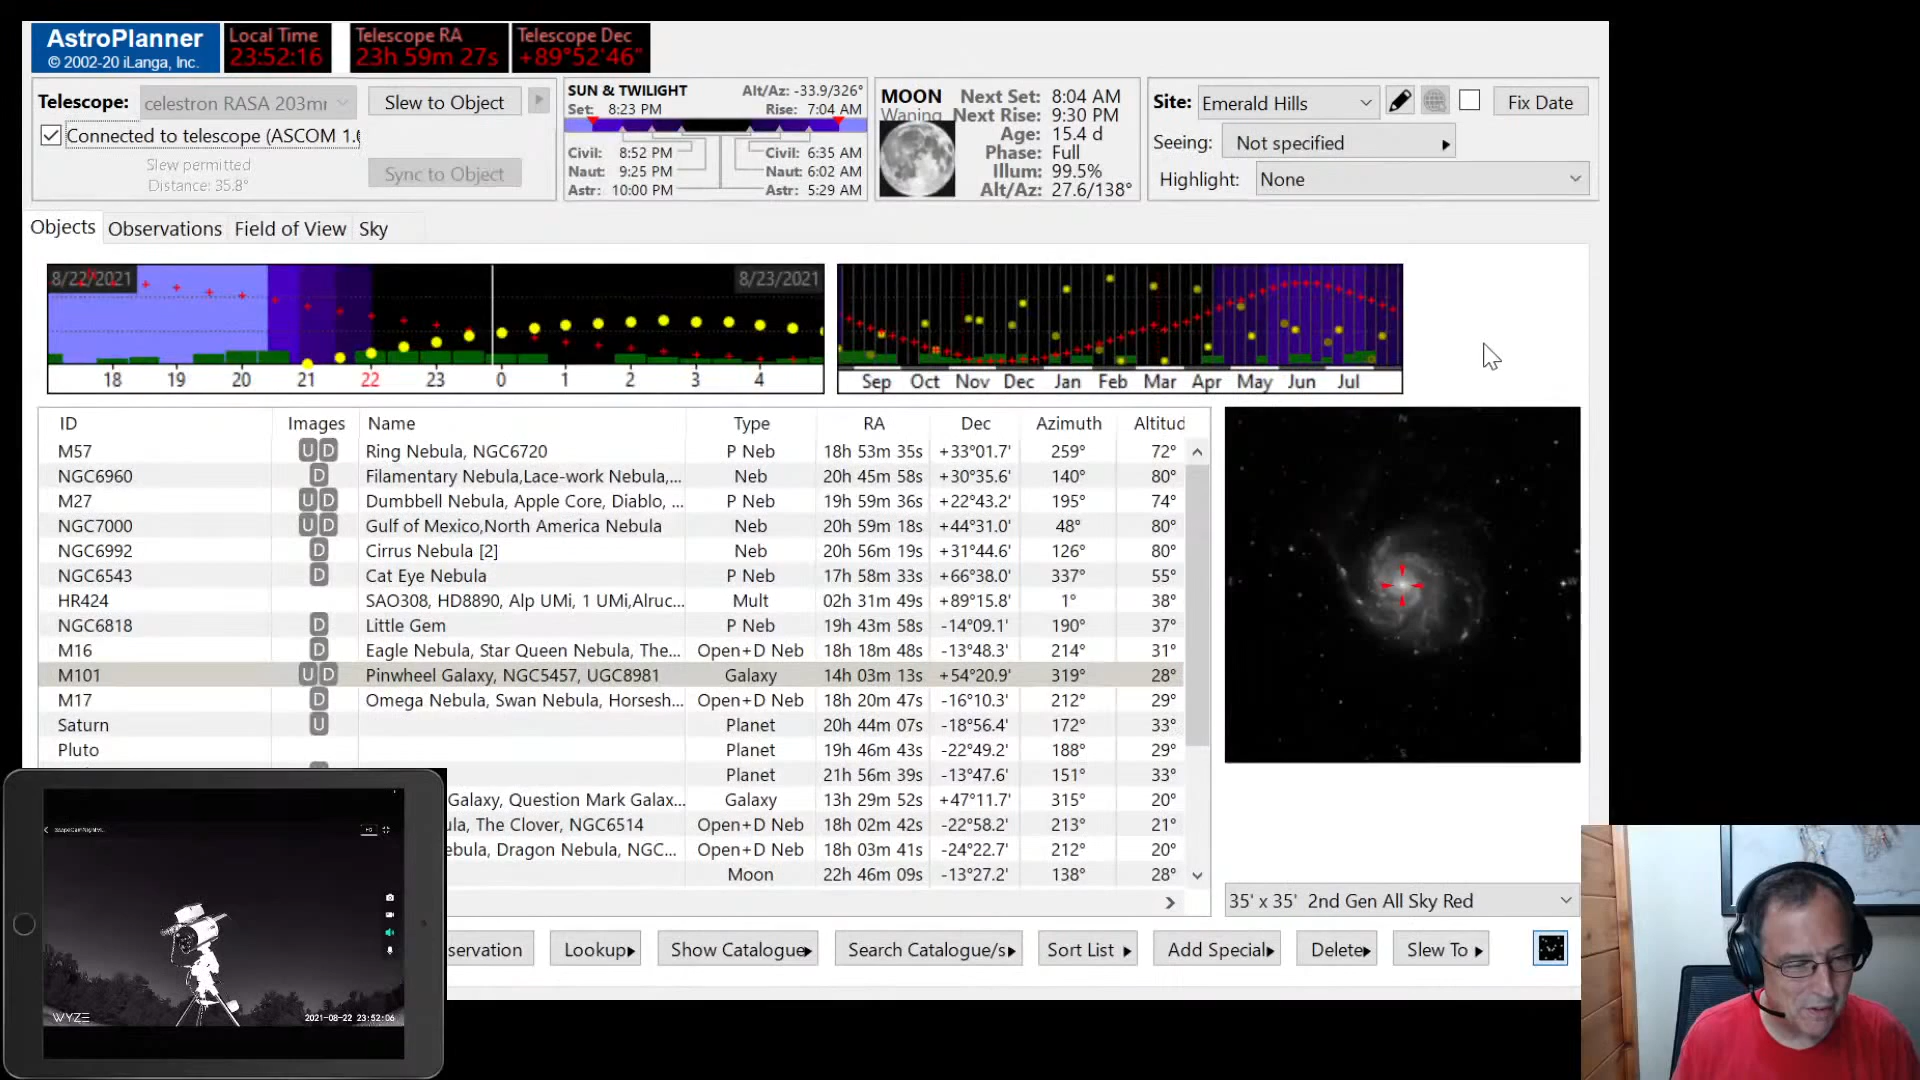 AstroPlanner
© 2002-20 iLanga, Inc.
Local Time
23:52:16
Telescope RA
23h 59m 27s
Telescope Dec
+89°52'46"
Telescope:
celestron RASA 203mr
Slew to Object
Connected to telescope (ASCOM 1.
Slew permitted
Distance: 35.8°
Sync to Object
SUN & TWILIGHT
Alt/Az: -33.9/326°
Set: 8:23 PM
Rise: 7:04 AM
Civil: 8:52 PM
Civil: 6:35 AM
Naut: 9:25 PM
Naut: 6:02 AM
Astr: 10:00 PM
Astr: 5:29 AM
MOON
Waning
Next Set: 8:04 AM
Next Rise: 9:30 PM
Age: 15.4 d
Phase: Full
Illum: 99.5%
Alt/Az: 27.6/138°
Site: Emerald Hills
Fix Date
Seeing: Not specified
Highlight: None
Objects Observations Field of View Sky
8/22/2021 8/23/2021
18 19 20 21 22 23 0 1 2 3 4
Sep Oct Nov Dec Jan Feb Mar Apr May Jun Jul
ID Images Name Type RA Dec Azimuth Altitud
M57 U D Ring Nebula, NGC6720 P Neb 18h 53m 35s +33°01.7' 259° 72°
NGC6960 D Filamentary Nebula,Lace-work Nebula,... Neb 20h 45m 58s +30°35.6' 140° 80°
M27 U D Dumbbell Nebula, Apple Core, Diablo, ... P Neb 19h 59m 36s +22°43.2' 195° 74°
NGC7000 U D Gulf of Mexico,North America Nebula Neb 20h 59m 18s +44°31.0' 48° 80°
NGC6992 D Cirrus Nebula [2] Neb 20h 56m 19s +31°44.6' 126° 80°
NGC6543 D Cat Eye Nebula P Neb 17h 58m 33s +66°38.0' 337° 55°
HR424 SAO308, HD8890, Alp UMi, 1 UMi,Alruc... Mult 02h 31m 49s +89°15.8' 1° 38°
NGC6818 D Little Gem P Neb 19h 43m 58s -14°09.1' 190° 37°
M16 D Eagle Nebula, Star Queen Nebula, The... Open+D Neb 18h 18m 48s -13°48.3' 214° 31°
M101 U D Pinwheel Galaxy, NGC5457, UGC8981 Galaxy 14h 03m 13s +54°20.9' 319° 28°
M17 D Omega Nebula, Swan Nebula, Horsesh... Open+D Neb 18h 20m 47s -16°10.3' 212° 29°
Saturn U Planet 20h 44m 07s -18°56.4' 172° 33°
Pluto Planet 19h 46m 43s -22°49.2' 188° 29°
Planet 21h 56m 39s -13°47.6' 151° 33°
Galaxy, Question Mark Galax... Galaxy 13h 29m 52s +47°11.7' 315° 20°
ula, The Clover, NGC6514 Open+D Neb 18h 02m 42s -22°58.2' 213° 21°
ebula, Dragon Nebula, NGC... Open+D Neb 18h 03m 41s -24°22.7' 212° 20°
Moon 22h 46m 09s -13°27.2' 138° 28°
N
S
35' x 35' 2nd Gen All Sky Red
servation Lookup Show Catalogue Search Catalogue/s Sort List Add Special Delete Slew To
HD
WYZE
2021-08-22 23:52:06